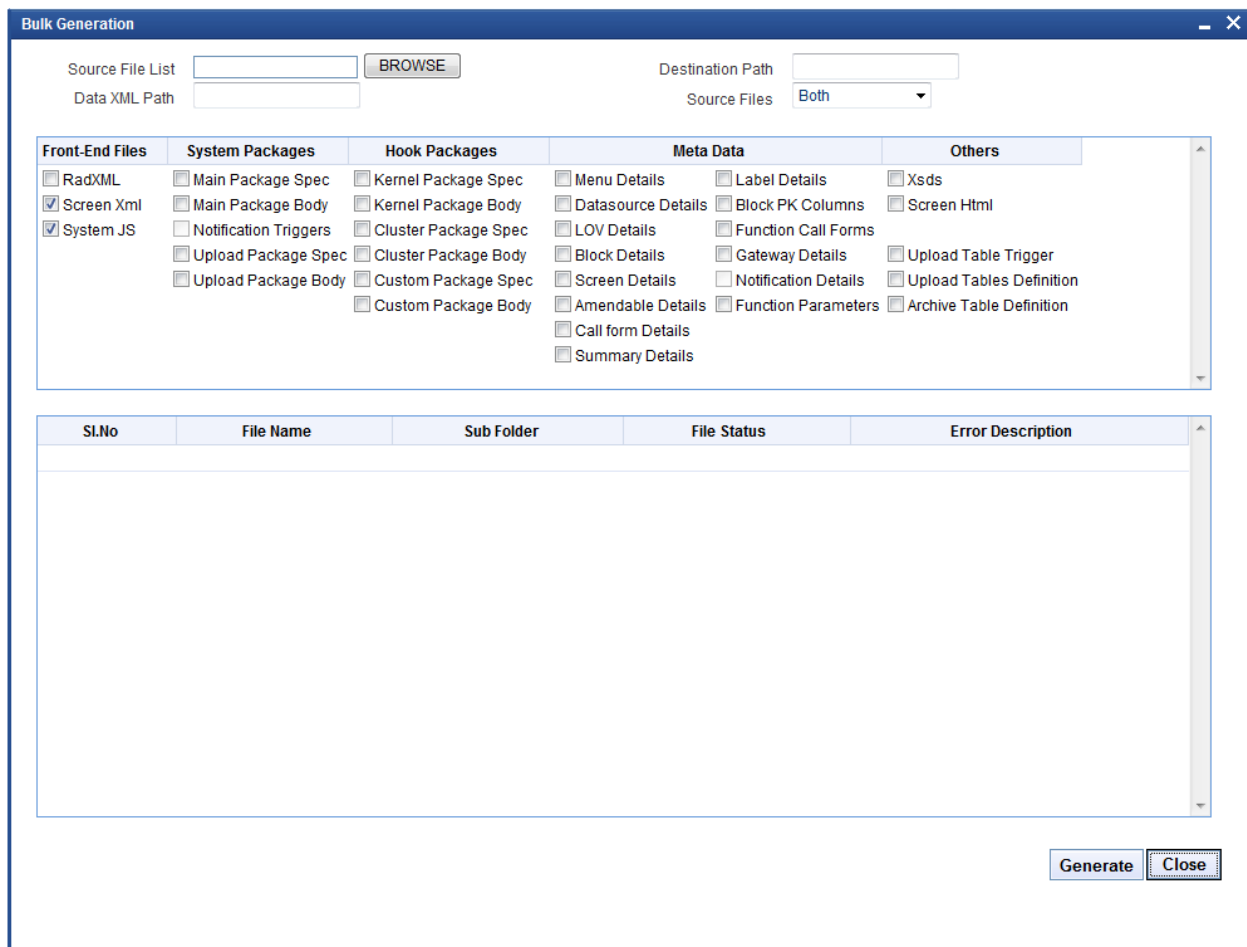 Bulk Generation
Source File List BROWSE Destination Path
Data XML Path Source Files Both
Front-End Files System Packages Hook Packages Meta Data Others
RadXML Main Package Spec Kernel Package Spec Menu Details Label Details Xsds
Screen Xml Main Package Body Kernel Package Body Datasource Details Block PK Columns Screen Html
System JS Notification Triggers Cluster Package Spec LOV Details Function Call Forms
Upload Package Spec Cluster Package Body Block Details Gateway Details Upload Table Trigger
Upload Package Body Custom Package Spec Screen Details Notification Details Upload Tables Definition
Custom Package Body Amendable Details Function Parameters Archive Table Definition
Call form Details
Summary Details
Sl.No File Name Sub Folder File Status Error Description
Generate Close